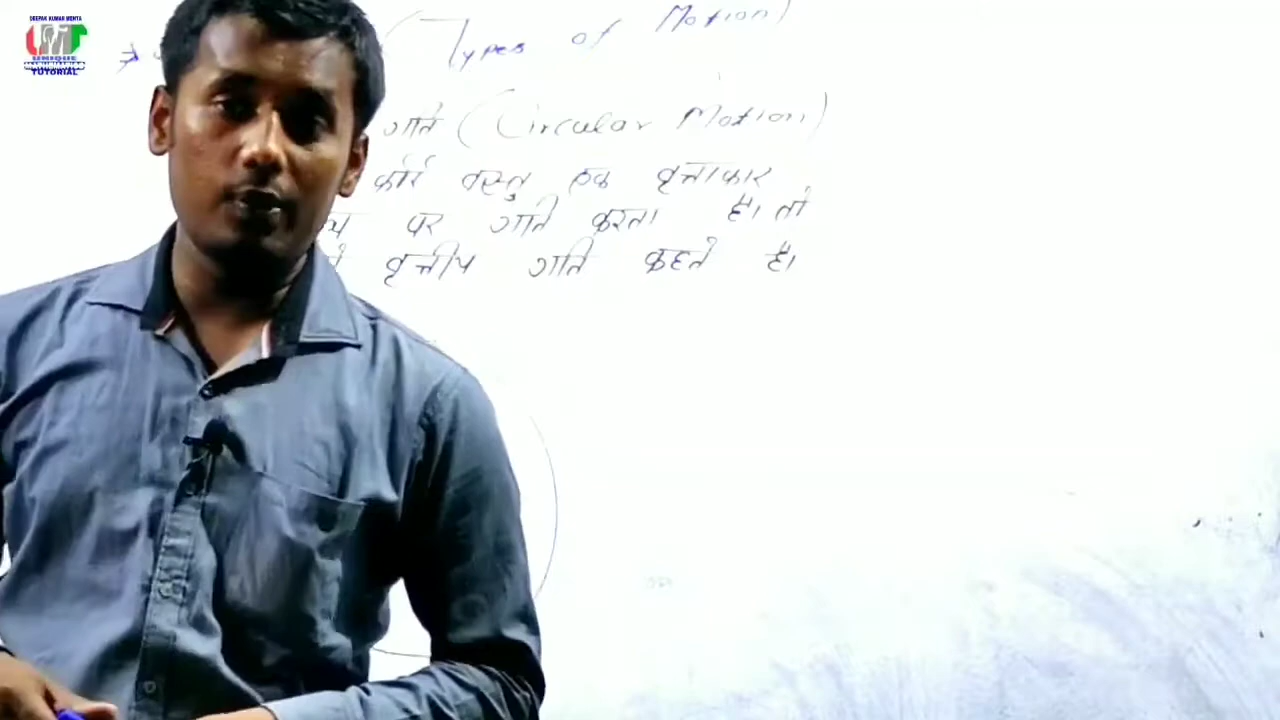 DEEPAK KUMAR MEHTA
TUTORIAL
(Types of Motion)
गति (Circular Motion)
कोई वस्तु एक वृत्ताकार
पर गति करता है। तो
वृत्तीय गति कहते है।